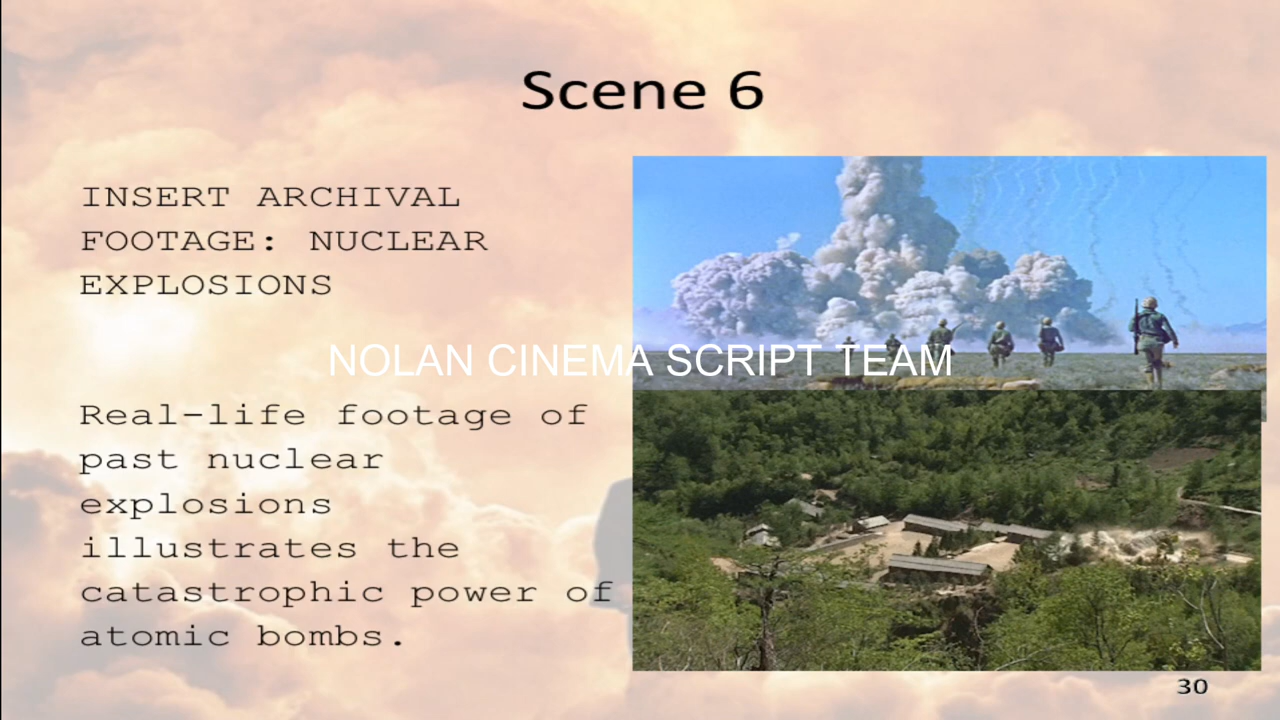 Scene 6
INSERT ARCHIVAL
FOOTAGE: NUCLEAR
EXPLOSIONS
NOLAN CINEMA SCRIPT TEAM
Real-life footage of
past nuclear
explosions
illustrates the
catastrophic power of
atomic bombs.
30